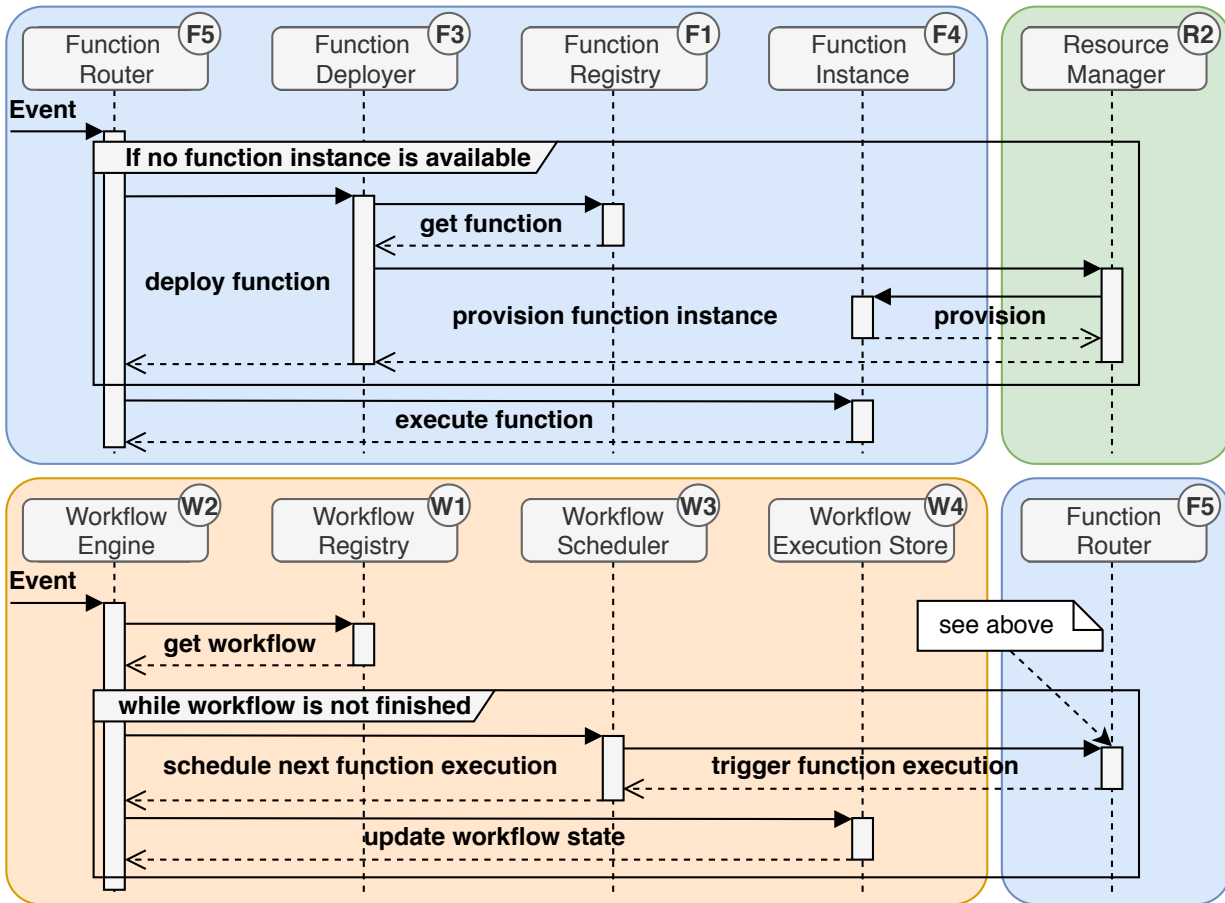 Function
Router
F5
Function
Deployer
F3
Function
Registry
F1
Function
Instance
F4
Resource
Manager
R2
Event
If no function instance is available
get function
deploy function
provision function instance
provision
execute function
Workflow
Engine
W2
Workflow
Registry
W1
Workflow
Scheduler
W3
Workflow
Execution Store
W4
Function
Router
F5
Event
see above
get workflow
while workflow is not finished
schedule next function execution
trigger function execution
update workflow state